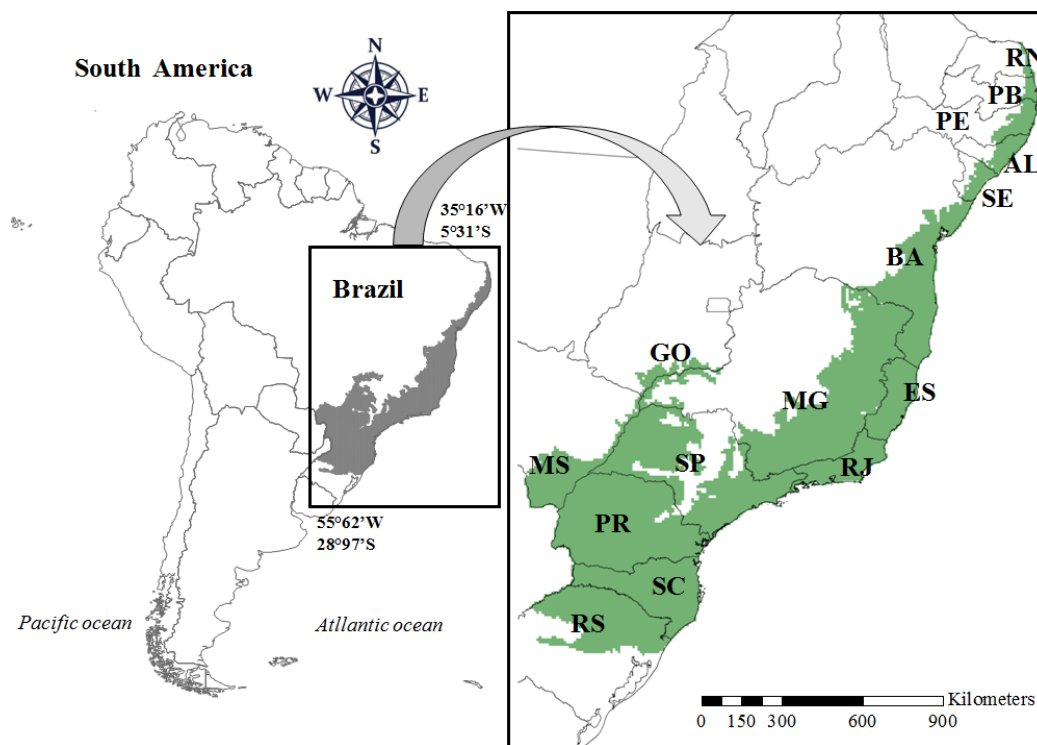 South America
N
W
E
S
35°16’W
5°31’S
Brazil
55°62’W
28°97’S
Pacific ocean
Atllantic ocean
RN
PB
PE
AL
SE
BA
GO
MG
ES
MS
SP
RJ
PR
SC
RS
Kilometers
0 150 300 600 900